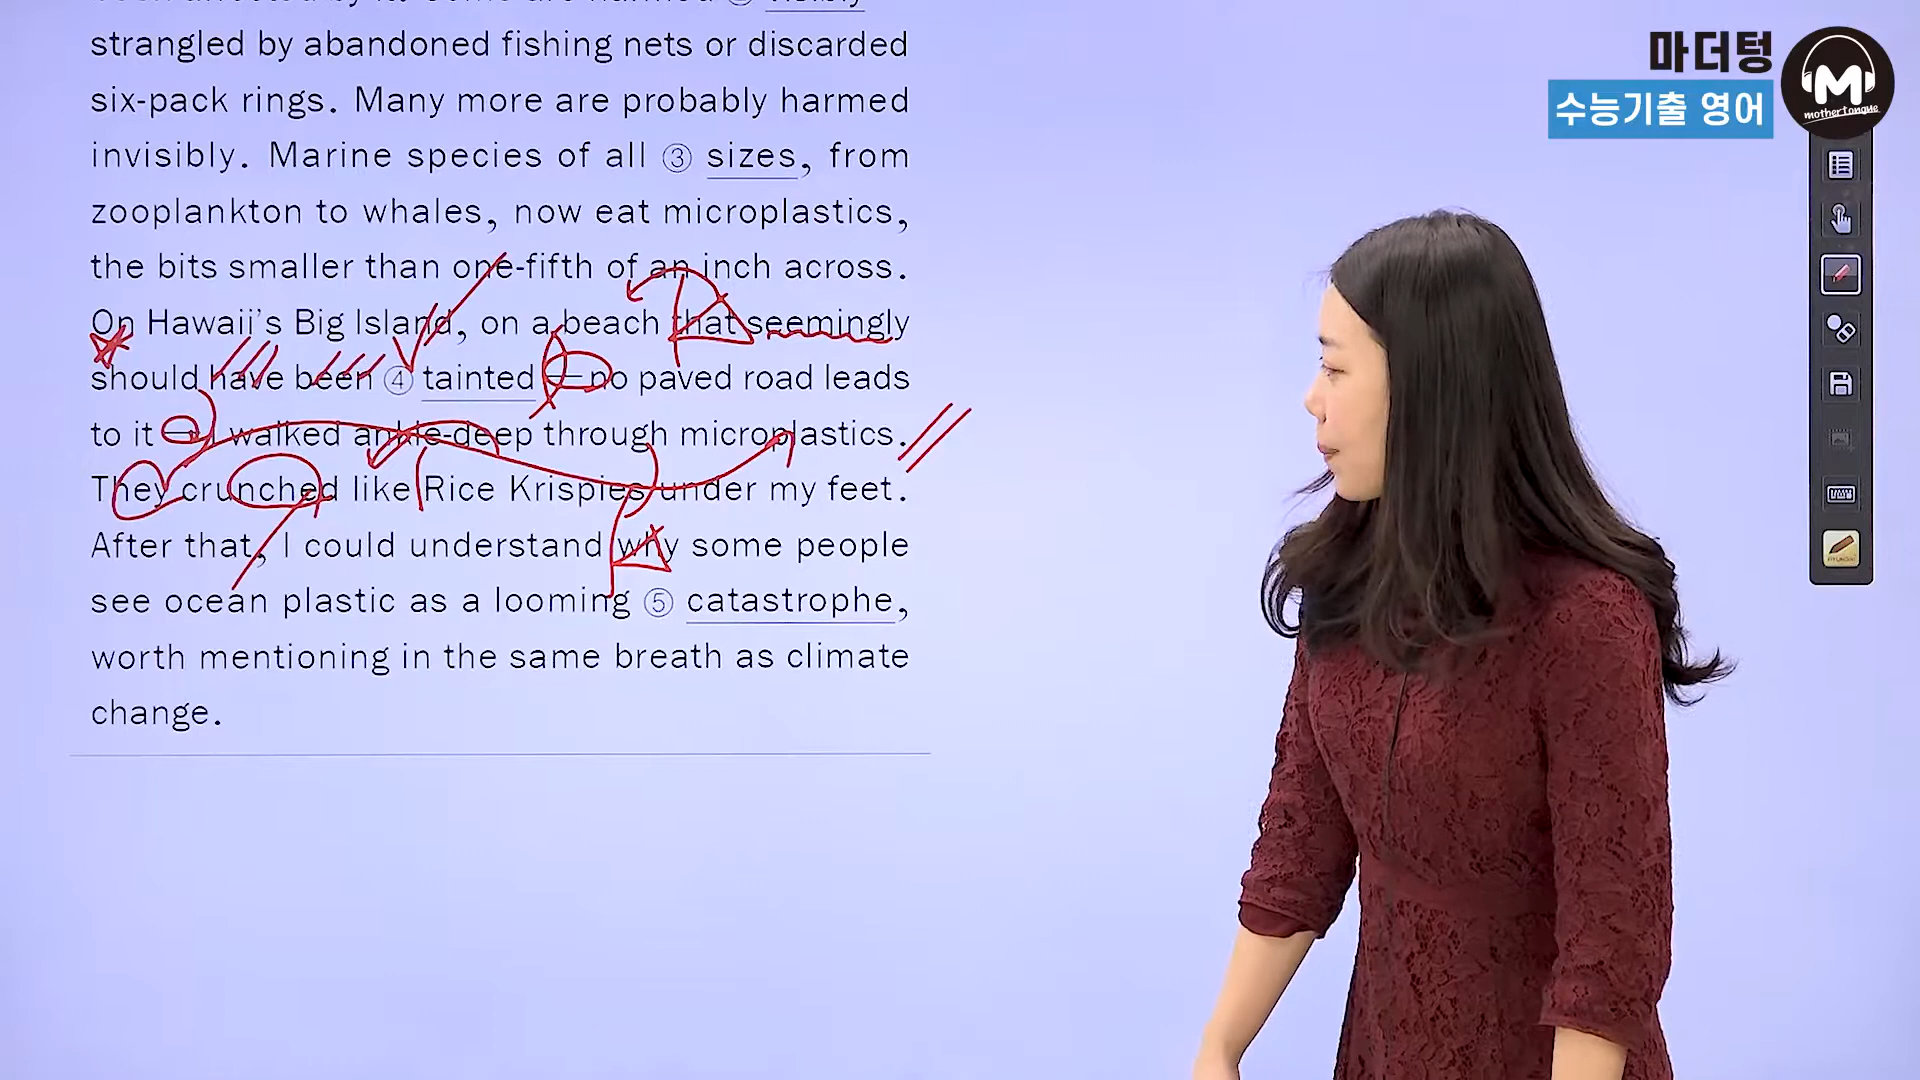 strangled by abandoned fishing nets or discarded
six-pack rings. Many more are probably harmed
invisibly. Marine species of all ③ sizes, from
zooplankton to whales, now eat microplastics,
the bits smaller than one-fifth of an inch across.
On Hawaii's Big Island, on a beach that seemingly
should have been ④ tainted — no paved road leads
to it — I walked ankle-deep through microplastics.
They crunched like Rice Krispies under my feet.
After that, I could understand why some people
see ocean plastic as a looming ⑤ catastrophe,
worth mentioning in the same breath as climate
change.
마더텅
수능기출 영어
M
mothertongue